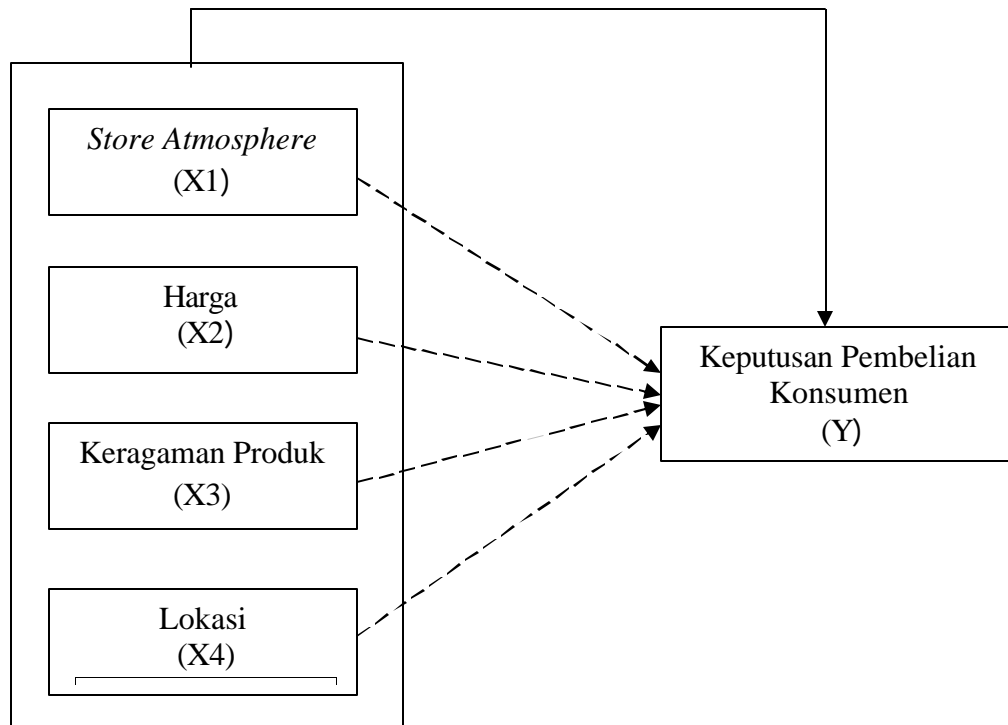 Store Atmosphere
(X1)
Harga
(X2)
Keragaman Produk
(X3)
Lokasi
(X4)
Keputusan Pembelian
Konsumen
(Y)